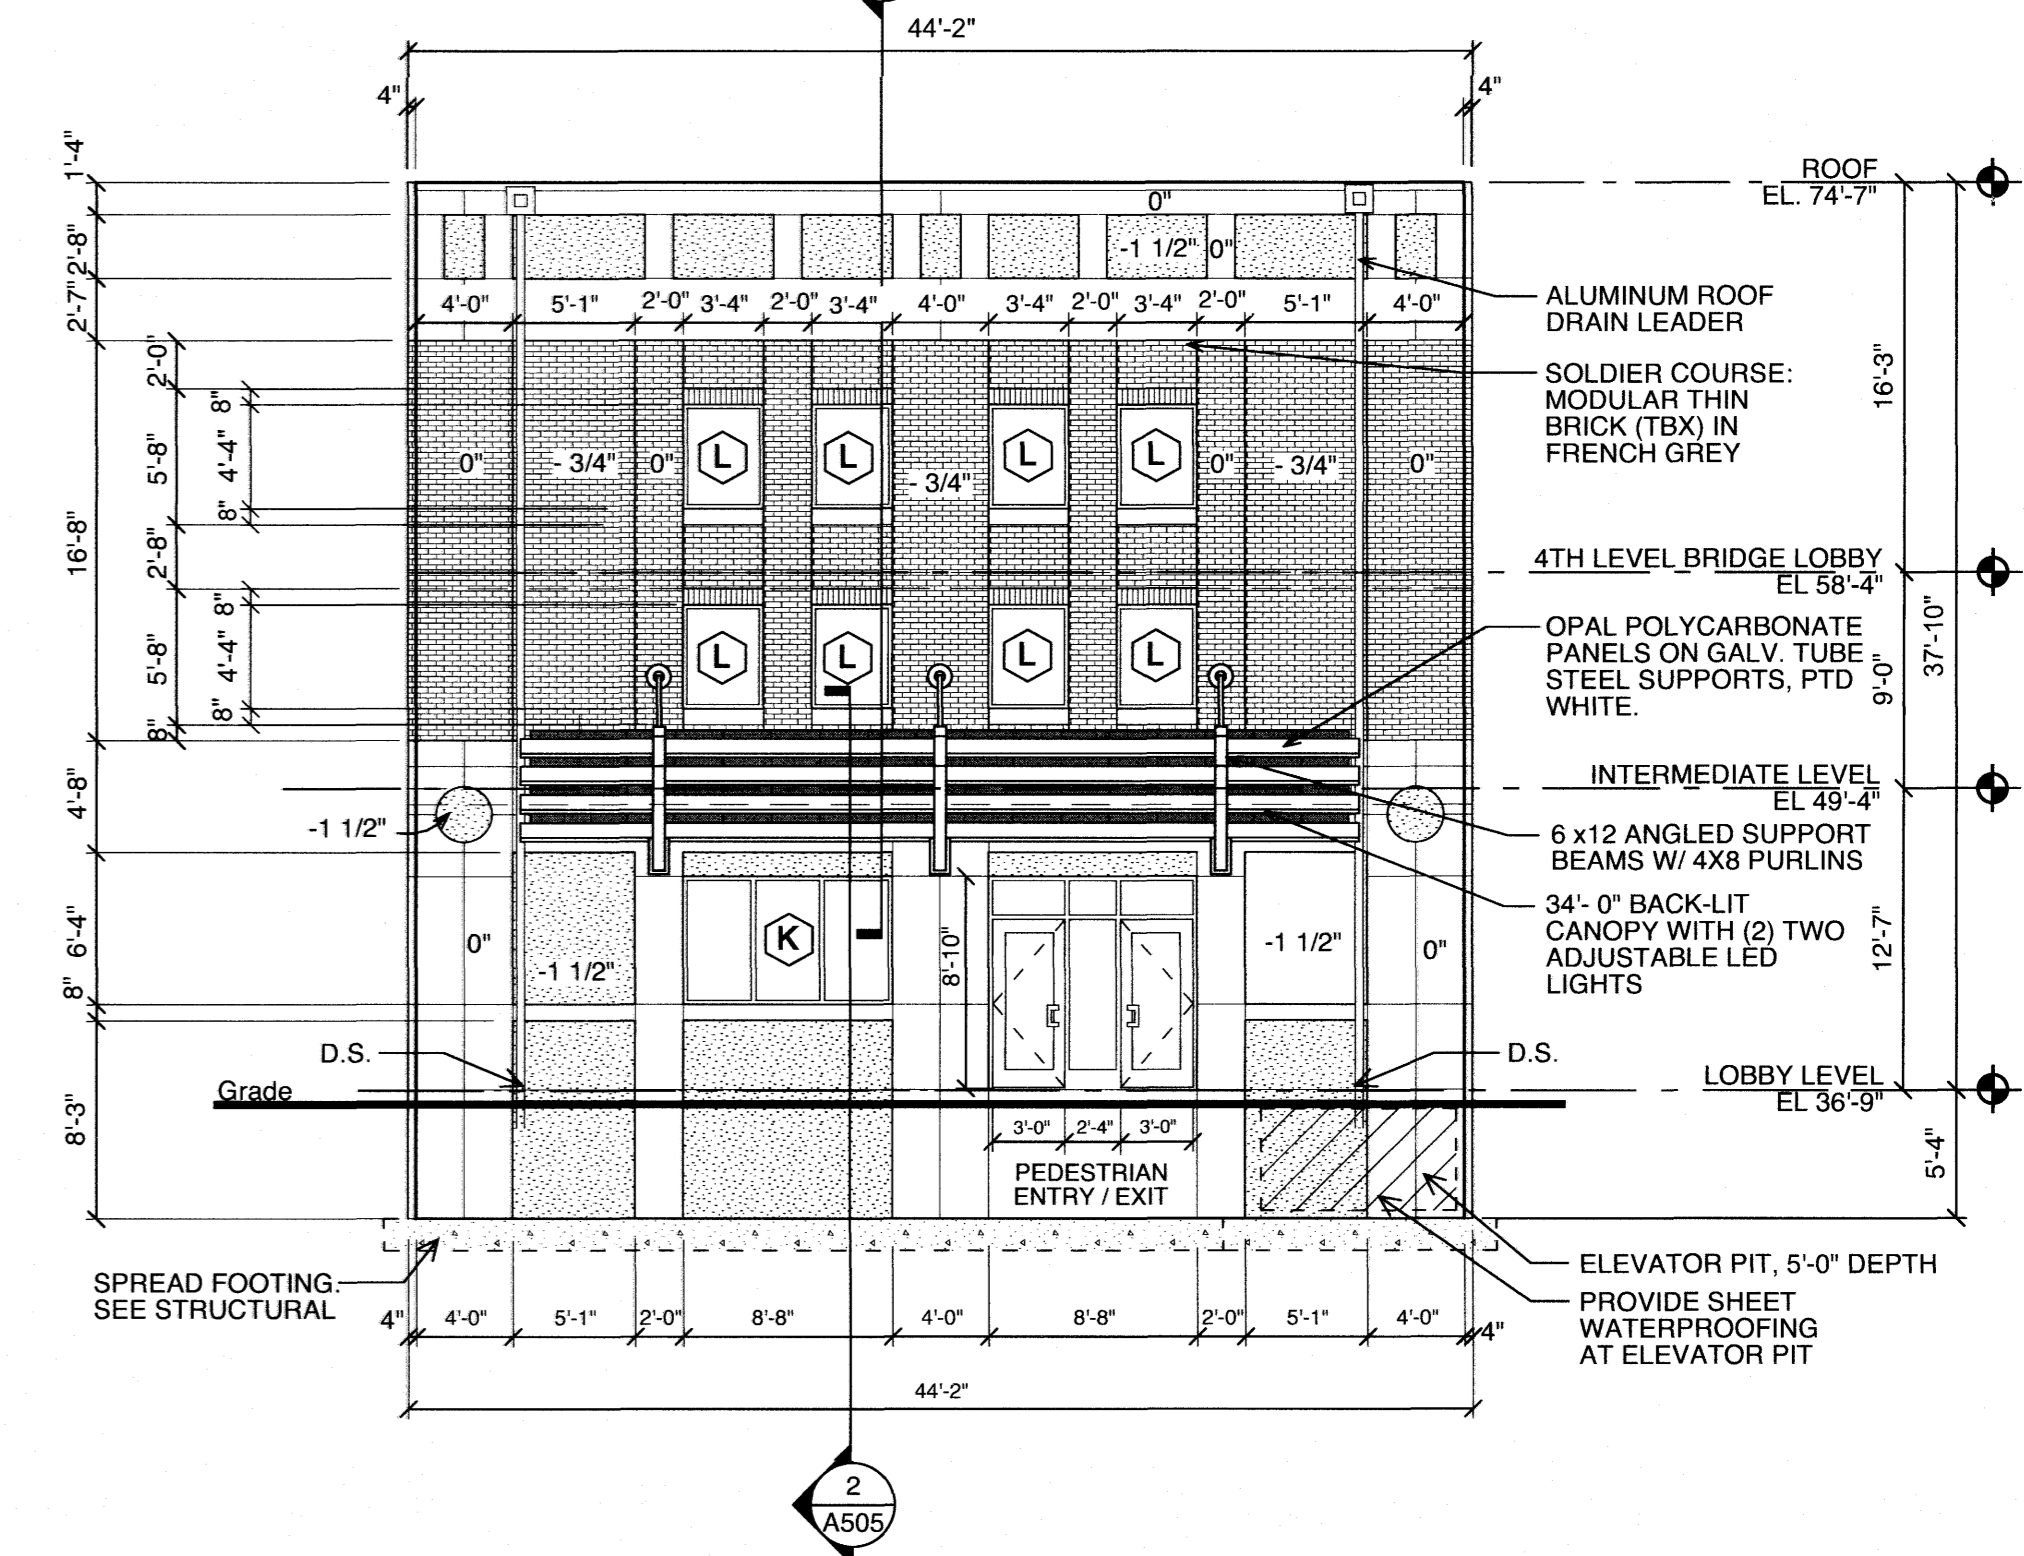 44'-2"
4"
4"
1'-4"
2'-8"
2'-7"
16'-8"
4'-8"
6'-4"
8"
8'-3"
2'-0"
5'-8"
2'-8"
5'-8"
8"
8"
4'-4"
8"
8"
4'-4"
8"
0"
-1 1/2" 0"
4'-0" 5'-1" 2'-0" 3'-4" 2'-0" 3'-4" 4'-0" 3'-4" 2'-0" 3'-4" 2'-0" 5'-1" 4'-0"
0" - 3/4" 0" L L - 3/4" L L 0" - 3/4" 0"
L L L L
-1 1/2"
0" -1 1/2" K 8'-10" -1 1/2" 0"
D.S.
D.S.
Grade
3'-0" 2'-4" 3'-0"
PEDESTRIAN
ENTRY / EXIT
ROOF
EL. 74'-7"
ALUMINUM ROOF
DRAIN LEADER
SOLDIER COURSE:
MODULAR THIN
BRICK (TBX) IN
FRENCH GREY
16'-3"
4TH LEVEL BRIDGE LOBBY
EL 58'-4"
OPAL POLYCARBONATE
PANELS ON GALV. TUBE
STEEL SUPPORTS, PTD
WHITE.
9'-0"
37'-10"
INTERMEDIATE LEVEL
EL 49'-4"
6 x12 ANGLED SUPPORT
BEAMS W/ 4X8 PURLINS
34'- 0" BACK-LIT
CANOPY WITH (2) TWO
ADJUSTABLE LED
LIGHTS
12'-7"
LOBBY LEVEL
EL 36'-9"
5'-4"
ELEVATOR PIT, 5'-0" DEPTH
PROVIDE SHEET
WATERPROOFING
AT ELEVATOR PIT
SPREAD FOOTING.
SEE STRUCTURAL
4" 4'-0" 5'-1" 2'-0" 8'-8" 4'-0" 8'-8" 2'-0" 5'-1" 4'-0" 4"
44'-2"
2
A505